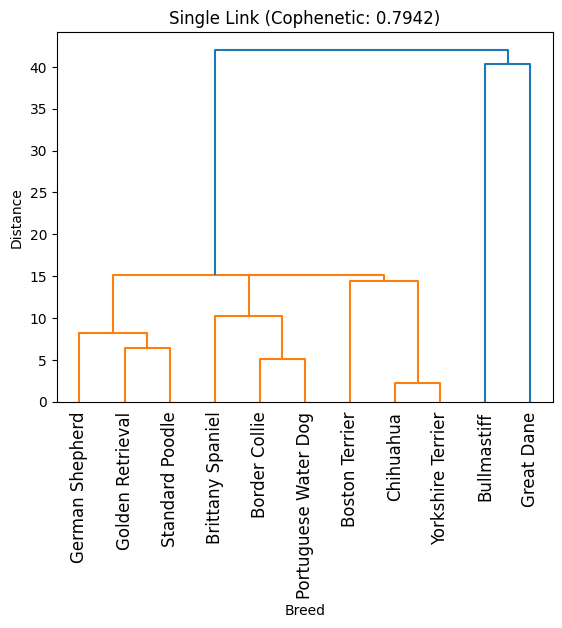 Single Link (Cophenetic: 0.7942)
40
35
30
25
20
15
10
5
0
Distance
German Shepherd
Golden Retrieval
Standard Poodle
Brittany Spaniel
Border Collie
Portuguese Water Dog
Boston Terrier
Chihuahua
Yorkshire Terrier
Bullmastiff
Great Dane
Breed